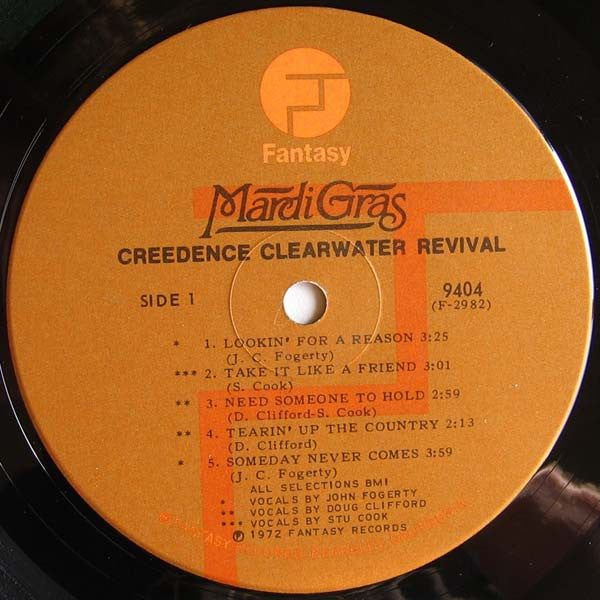 Fantasy
Mardi Gras
CREEDENCE CLEARWATER REVIVAL
SIDE 1
9404
(F-2982)
* 1. LOOKIN' FOR A REASON 3:25
(J. C. Fogerty)
*** 2. TAKE IT LIKE A FRIEND 3:01
(S. Cook)
** 3. NEED SOMEONE TO HOLD 2:59
(D. Clifford-S. Cook)
** 4. TEARIN' UP THE COUNTRY 2:13
(D. Clifford)
* 5. SOMEDAY NEVER COMES 3:59
(J. C. Fogerty)
ALL SELECTIONS BMI
* VOCALS BY JOHN FOGERTY
** VOCALS BY DOUG CLIFFORD
*** VOCALS BY STU COOK
℗ 1972 FANTASY RECORDS
FANTASY